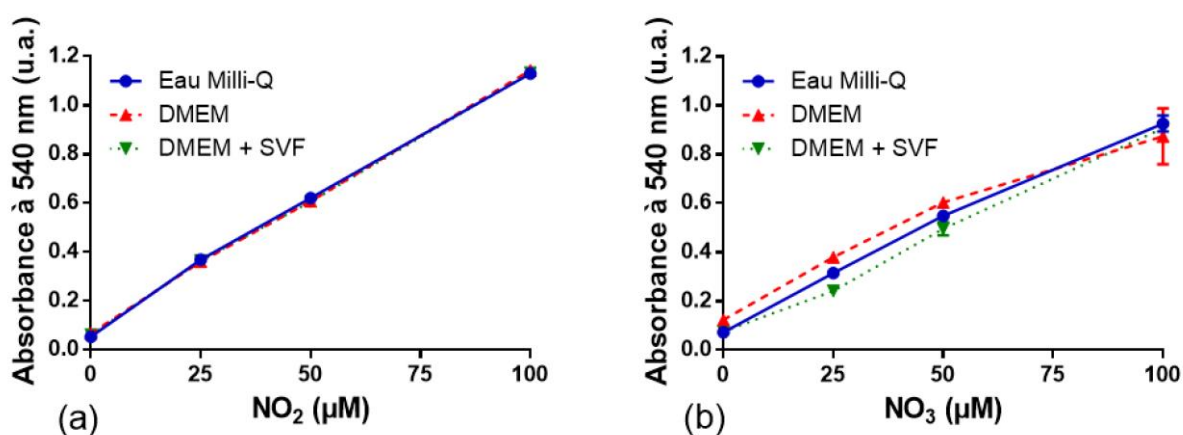 Absorbance à 540 nm (u.a.)
1.2
1.0
0.8
0.6
0.4
0.2
0.0
Eau Milli-Q
DMEM
DMEM + SVF
0 25 50 75 100
NO₂ (µM)
(a)
Absorbance à 540 nm (u.a.)
1.2
1.0
0.8
0.6
0.4
0.2
0.0
Eau Milli-Q
DMEM
DMEM + SVF
0 25 50 75 100
NO₃ (µM)
(b)